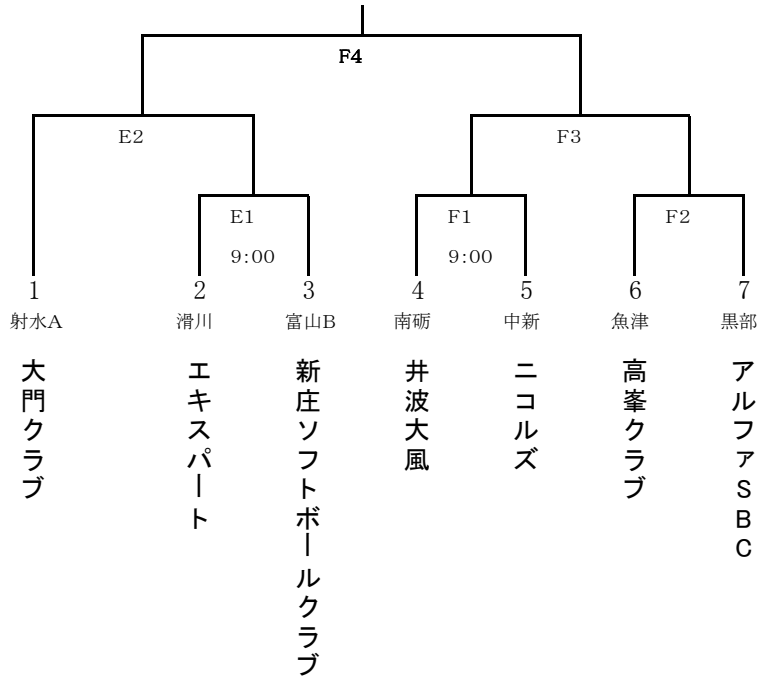 F4
E2
F3
E1
F1
F2
9:00
9:00
1
2
3
4
5
6
7
射水A
滑川
富山B
南砺
中新
魚津
黒部
大門クラブ
エキスパート
新庄ソフトボールクラブ
井波大風
ニコルズ
高峯クラブ
アルファSBC